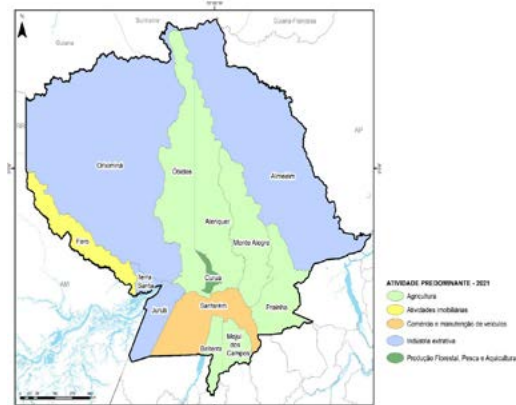 Suriname
Guiana Francesa
Guiana
AP
Oriximiná
Óbidos
Almeirim
Alenquer
Monte Alegre
Faro
Terra
Santa
Curuá
AM
Juruti
Santarém
Prainha
Mojuí
dos
Campos
Belterra
ATIVIDADE PREDOMINANTE - 2021
Agricultura
Atividades imobiliárias
Comércio e manutenção de veículos
Indústria extrativa
Produção Florestal, Pesca e Aquicultura